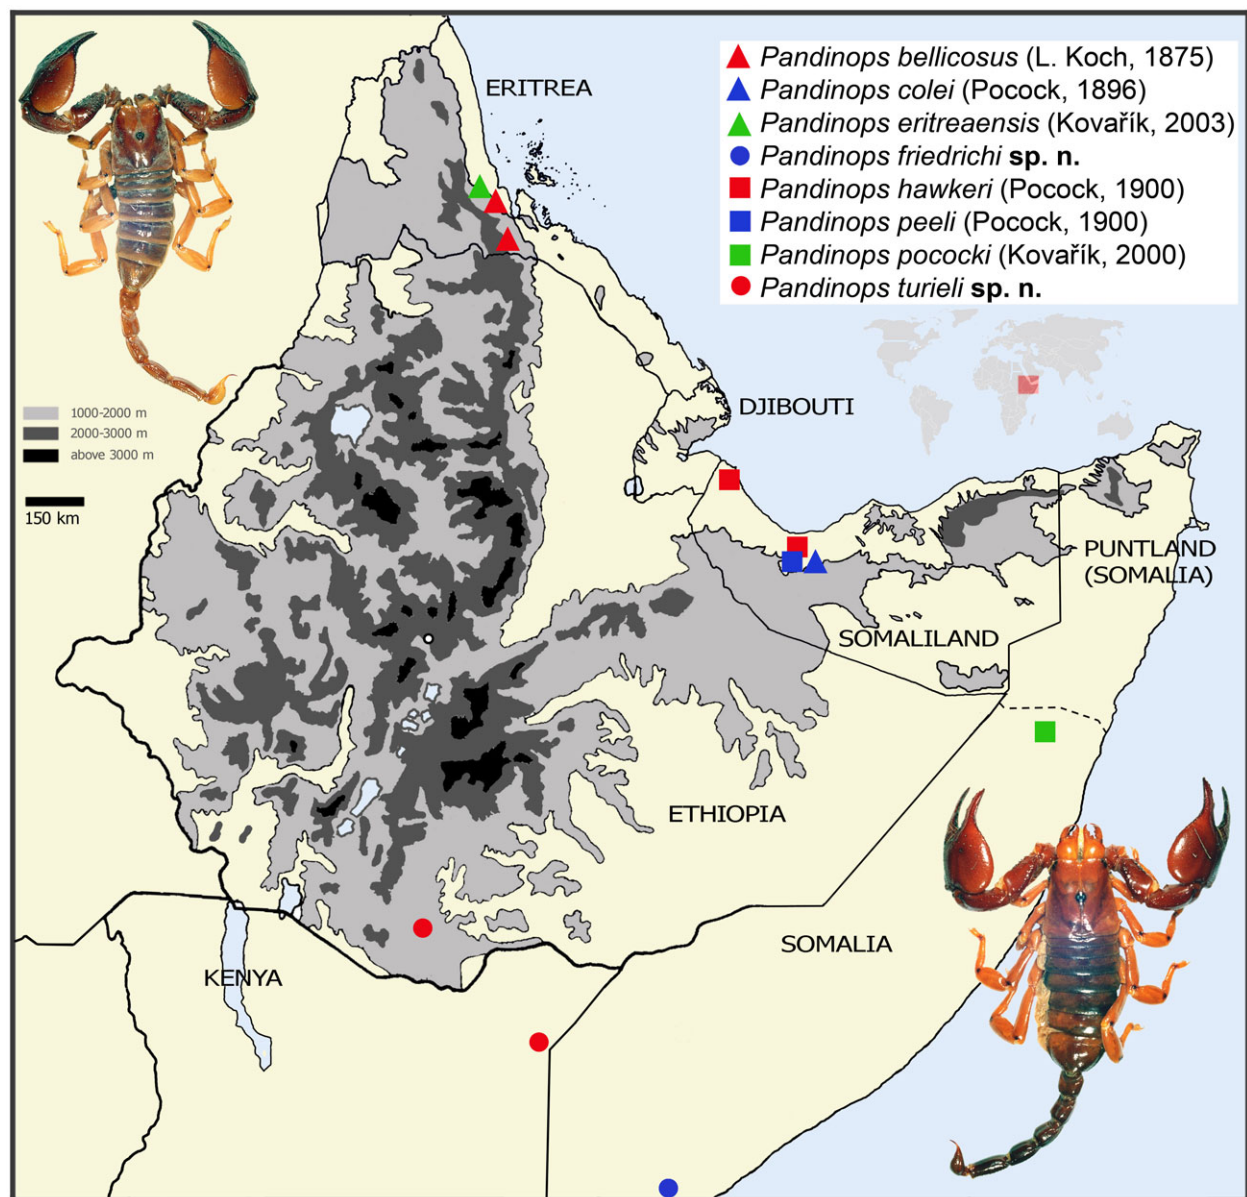 Pandinops bellicosus (L. Koch, 1875)
Pandinops colei (Pocock, 1896)
Pandinops eritreaensis (Kovařík, 2003)
Pandinops friedrichi sp. n.
Pandinops hawkeri (Pocock, 1900)
Pandinops peeli (Pocock, 1900)
Pandinops pococki (Kovařík, 2000)
Pandinops turieli sp. n.
ERITREA
DJIBOUTI
1000-2000 m
2000-3000 m
above 3000 m
150 km
PUNTLAND
(SOMALIA)
SOMALILAND
ETHIOPIA
SOMALIA
KENYA